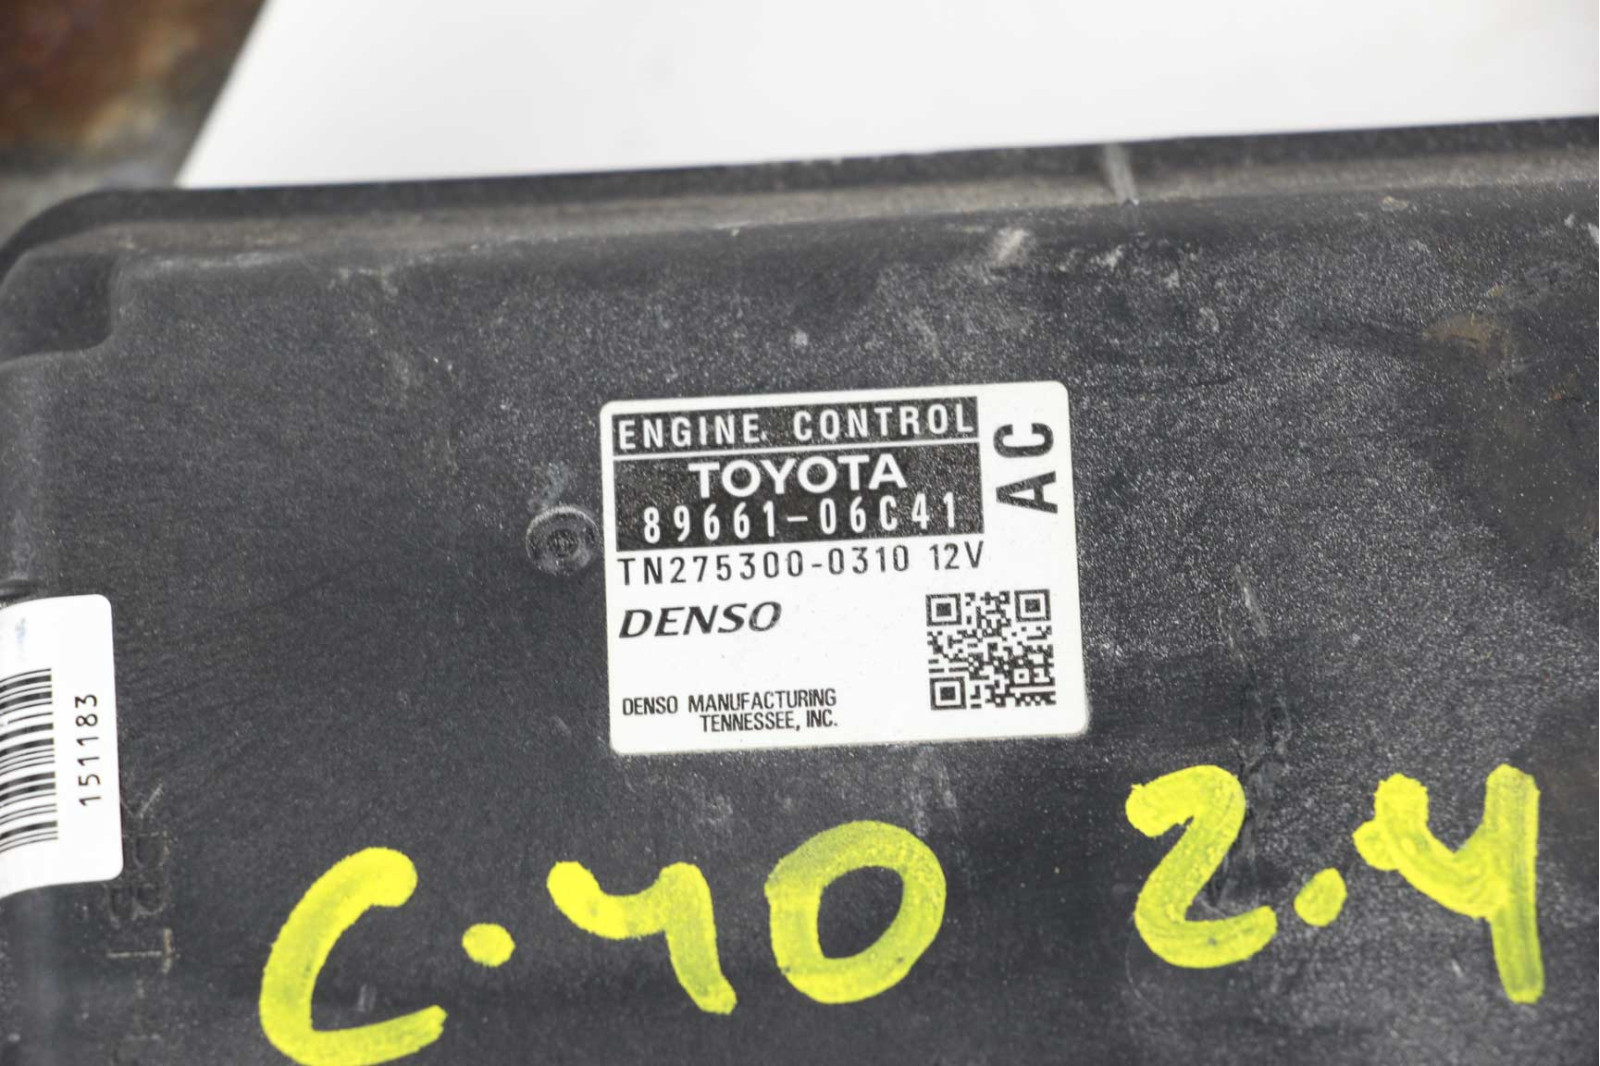 ENGINE CONTROL
TOYOTA
89661-06C41
AC
TN275300-0310 12V
DENSO
DENSO MANUFACTURING
TENNESSEE, INC.
151183
C.40 2.4